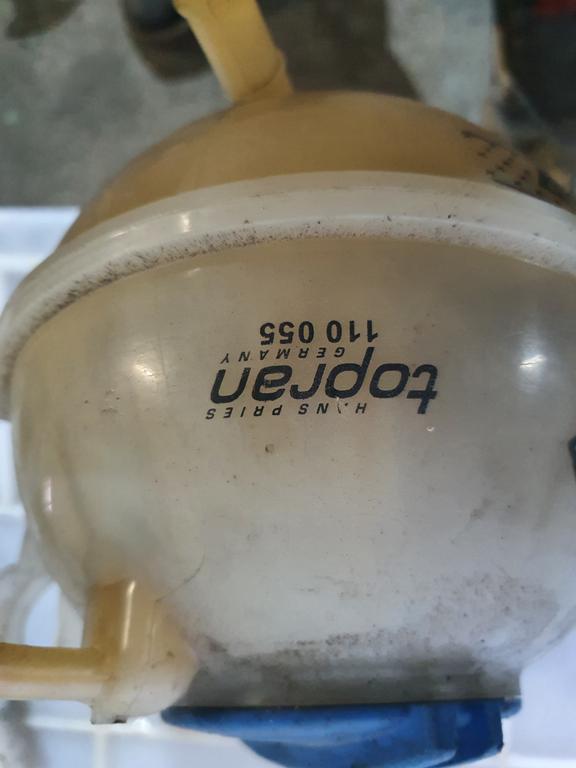 HANS PRIES
topran
GERMANY
110 055